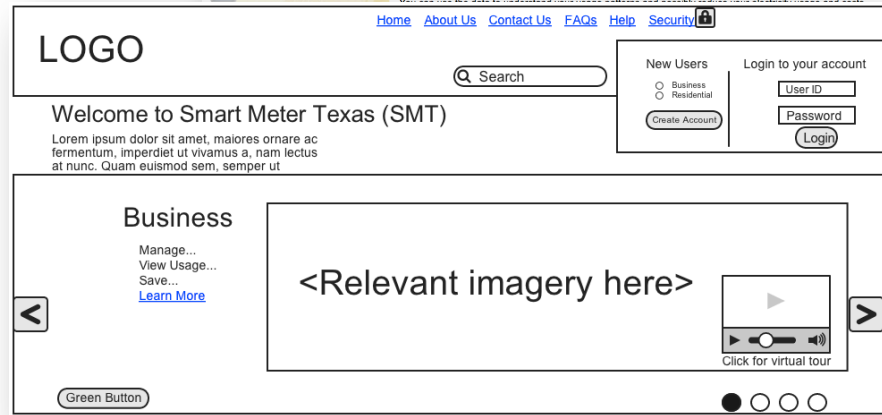 Home About Us Contact Us FAQs Help Security
LOGO
Search
New Users
Business
Residential
Create Account
Login to your account
User ID
Password
Login
Welcome to Smart Meter Texas (SMT)
Lorem ipsum dolor sit amet, maiores ornare ac
fermentum, imperdiet ut vivamus a, nam lectus
at nunc. Quam euismod sem, semper ut
Business
Manage...
View Usage...
Save...
Learn More
<
<Relevant imagery here>
>
Click for virtual tour
Green Button